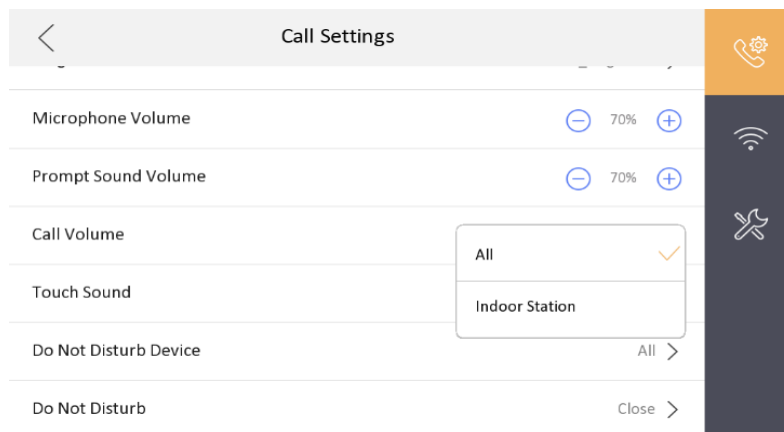 Call Settings
Microphone Volume 70%
Prompt Sound Volume 70%
Call Volume
All
Touch Sound
Indoor Station
Do Not Disturb Device All
Do Not Disturb Close